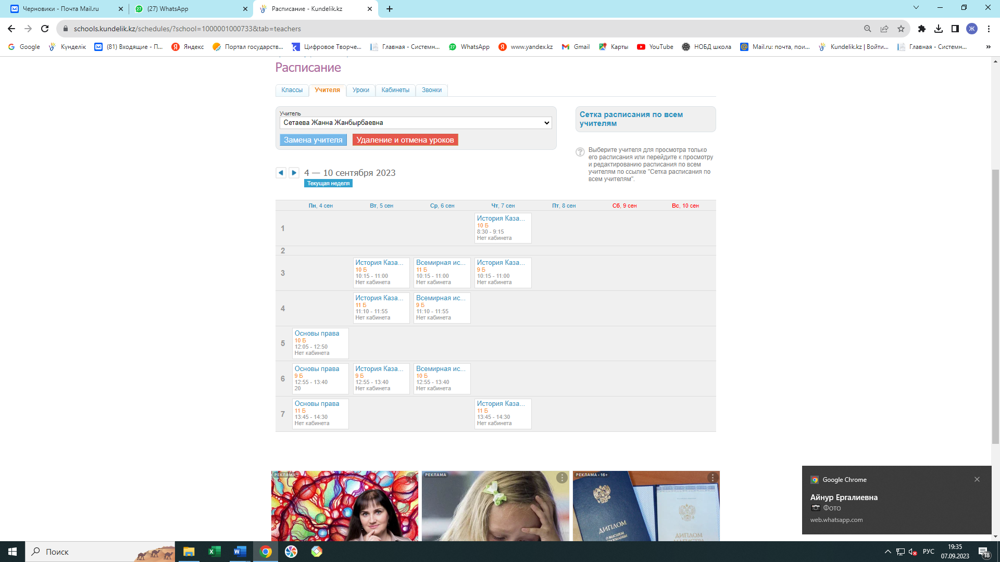 Черновики - Почта Mail.ru
(27) WhatsApp
Расписание - Kundelik.kz
schools.kundelik.kz/schedules/?school=1000001000733&tab=teachers
Ж
Google
Күнделік
(81) Входящие - П...
Яндекс
Портал государств...
Цифровое Творче...
Главная - Системн...
WhatsApp
www.yandex.kz
Gmail
Карты
YouTube
НОБД школа
Mail.ru: почта, пои...
Kundelik.kz | Войти...
Главная - Системн...
Расписание
Классы
Учителя
Уроки
Кабинеты
Звонки
Учитель
Сетаева Жанна Жанбырбаевна
Замена учителя
Удаление и отмена уроков
Сетка расписания по всем
учителям
Выберите учителя для просмотра только
его расписания или перейдите к просмотру
и редактированию расписания по всем
учителям по ссылке "Сетка расписания по
всем учителям".
4 — 10 сентября 2023
Текущая неделя
Пн, 4 сен
Вт, 5 сен
Ср, 6 сен
Чт, 7 сен
Пт, 8 сен
Сб, 9 сен
Вс, 10 сен
1
История Каза...
10 Б
8:30 - 9:15
Нет кабинета
2
3
История Каза...
10 Б
10:15 - 11:00
Нет кабинета
Всемирная ис...
11 Б
10:15 - 11:00
Нет кабинета
История Каза...
9 Б
10:15 - 11:00
Нет кабинета
4
История Каза...
11 Б
11:10 - 11:55
Нет кабинета
Всемирная ис...
9 Б
11:10 - 11:55
Нет кабинета
5
Основы права
10 Б
12:05 - 12:50
Нет кабинета
6
Основы права
9 Б
12:55 - 13:40
20
История Каза...
9 Б
12:55 - 13:40
Нет кабинета
Всемирная ис...
10 Б
12:55 - 13:40
Нет кабинета
7
Основы права
11 Б
13:45 - 14:30
Нет кабинета
История Каза...
11 Б
13:45 - 14:30
Нет кабинета
РЕКЛАМА
РЕКЛАМА
РЕКЛАМА • 16+
ДИПЛОМ
ДИПЛОМ
МАГИСТРА
Google Chrome
Айнур Ергалиевна
Фото
web.whatsapp.com
Поиск
РУС
19:35
07.09.2023
18